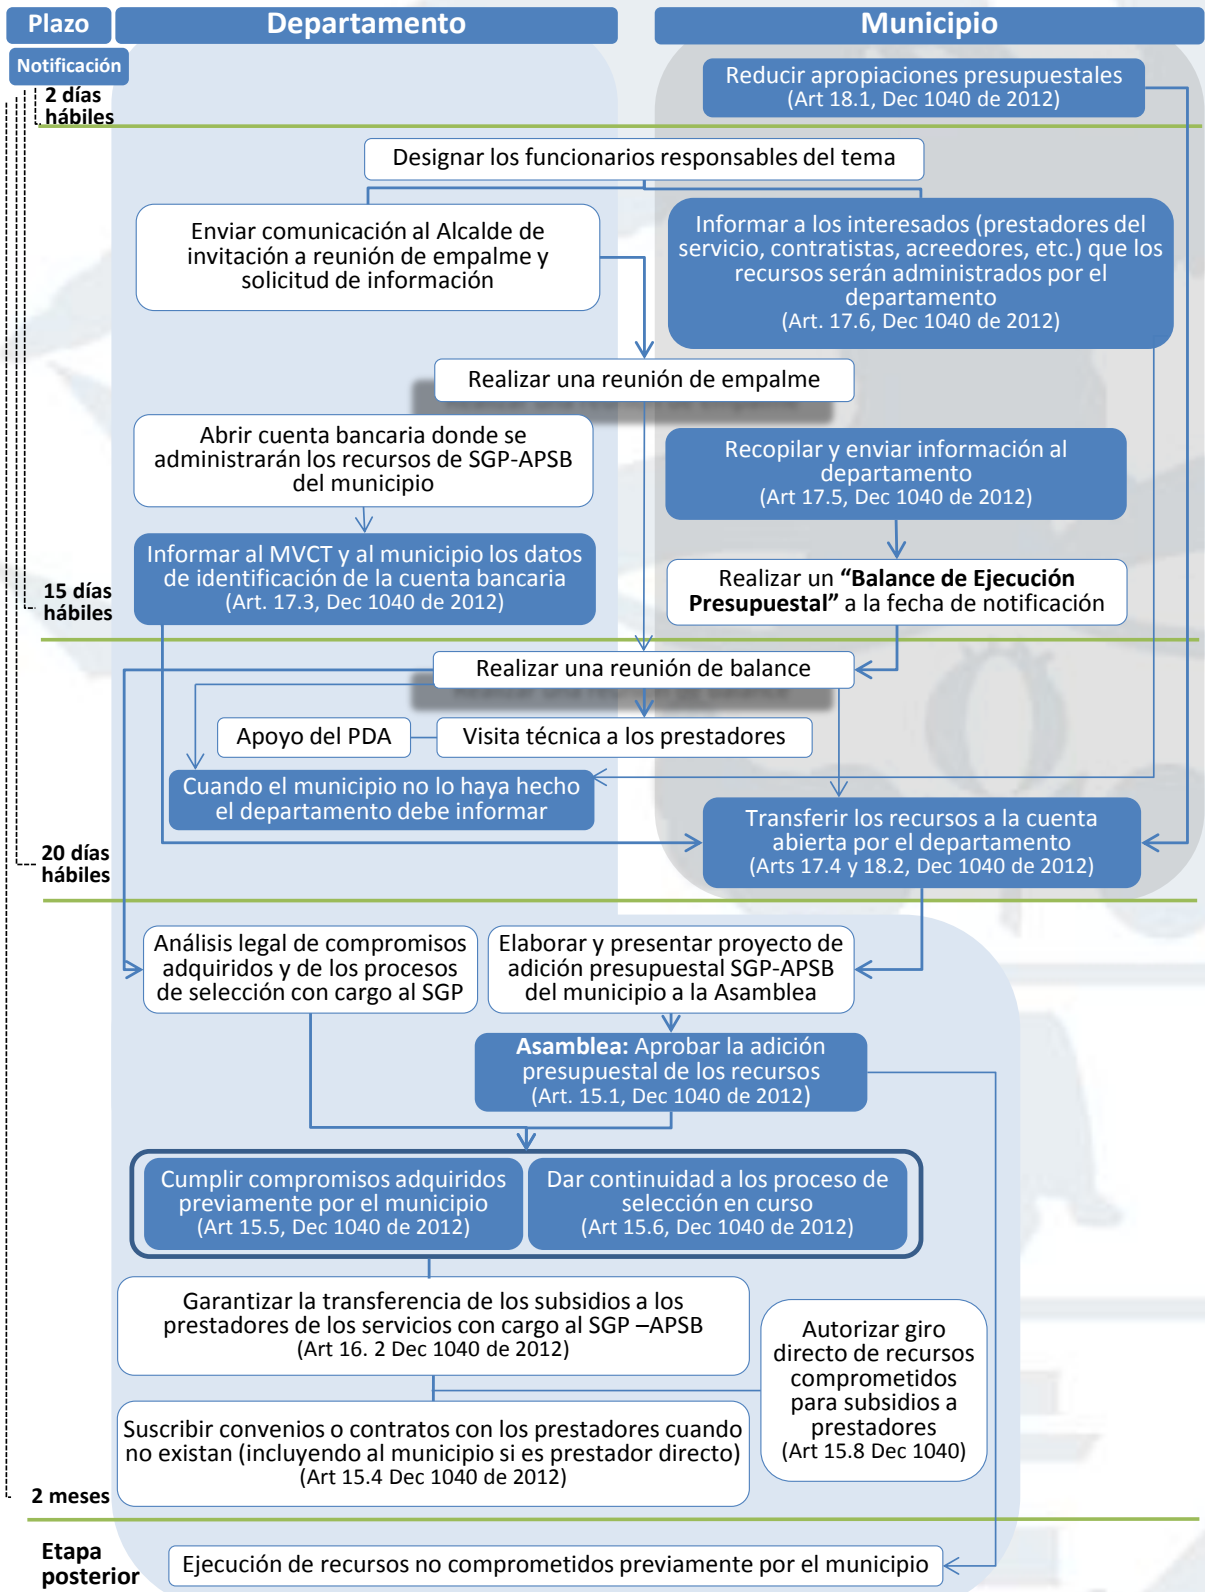 Plazo
Departamento
Municipio
Notificación
2 días
hábiles
Reducir apropiaciones presupuestales
(Art 18.1, Dec 1040 de 2012)
Designar los funcionarios responsables del tema
Enviar comunicación al Alcalde de
invitación a reunión de empalme y
solicitud de información
Informar a los interesados (prestadores del
servicio, contratistas, acreedores, etc.) que los
recursos serán administrados por el
departamento
(Art. 17.6, Dec 1040 de 2012)
Realizar una reunión de empalme
Abrir cuenta bancaria donde se
administrarán los recursos de SGP-APSB
del municipio
Recopilar y enviar información al
departamento
(Art 17.5, Dec 1040 de 2012)
Informar al MVCT y al municipio los datos
de identificación de la cuenta bancaria
(Art. 17.3, Dec 1040 de 2012)
Realizar un “Balance de Ejecución
Presupuestal” a la fecha de notificación
15 días
hábiles
Realizar una reunión de balance
Apoyo del PDA
Visita técnica a los prestadores
Cuando el municipio no lo haya hecho
el departamento debe informar
Transferir los recursos a la cuenta
abierta por el departamento
(Arts 17.4 y 18.2, Dec 1040 de 2012)
20 días
hábiles
Análisis legal de compromisos
adquiridos y de los procesos
de selección con cargo al SGP
Elaborar y presentar proyecto de
adición presupuestal SGP-APSB
del municipio a la Asamblea
Asamblea: Aprobar la adición
presupuestal de los recursos
(Art. 15.1, Dec 1040 de 2012)
Cumplir compromisos adquiridos
previamente por el municipio
(Art 15.5, Dec 1040 de 2012)
Dar continuidad a los proceso de
selección en curso
(Art 15.6, Dec 1040 de 2012)
Garantizar la transferencia de los subsidios a los
prestadores de los servicios con cargo al SGP –APSB
(Art 16. 2 Dec 1040 de 2012)
Autorizar giro
directo de recursos
comprometidos
para subsidios a
prestadores
(Art 15.8 Dec 1040)
Suscribir convenios o contratos con los prestadores cuando
no existan (incluyendo al municipio si es prestador directo)
(Art 15.4 Dec 1040 de 2012)
2 meses
Etapa
posterior
Ejecución de recursos no comprometidos previamente por el municipio